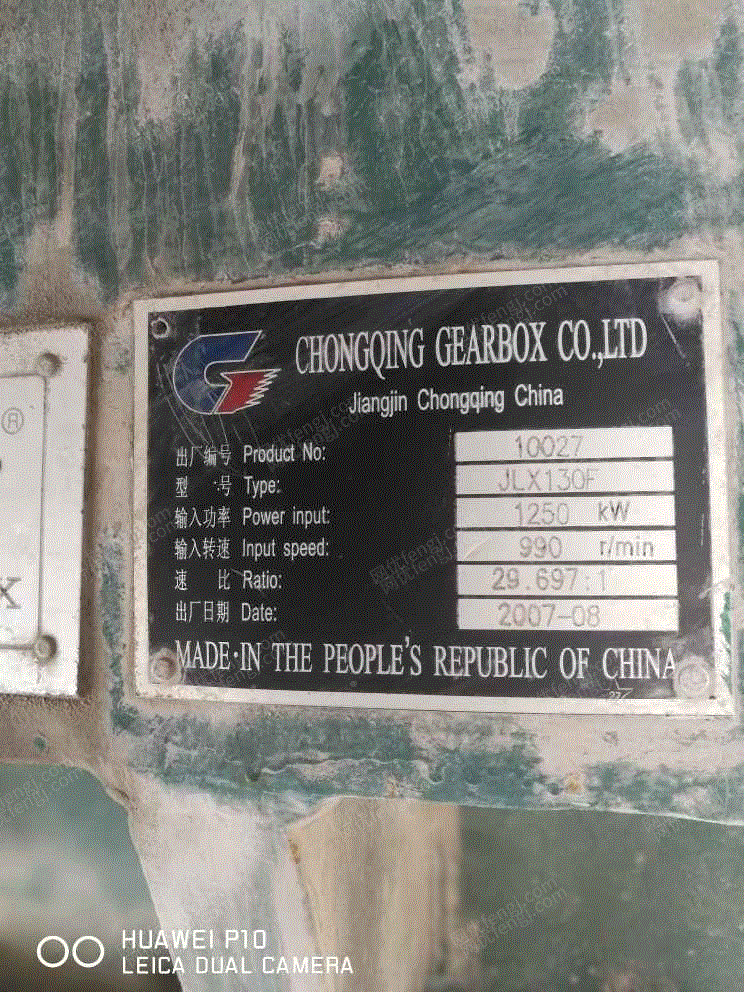 CHONGQING GEARBOX CO.,LTD
Jiangjin Chongqing China
出厂编号 Product No: 10027
型 号 Type: JLX130F
输入功率 Power input: 1250 kW
输入转速 Input speed: 990 r/min
速 比 Ratio: 29.697:1
出厂日期 Date: 2007-08
MADE·IN THE PEOPLE'S REPUBLIC OF CHINA
®
X
HUAWEI P10
LEICA DUAL CAMERA